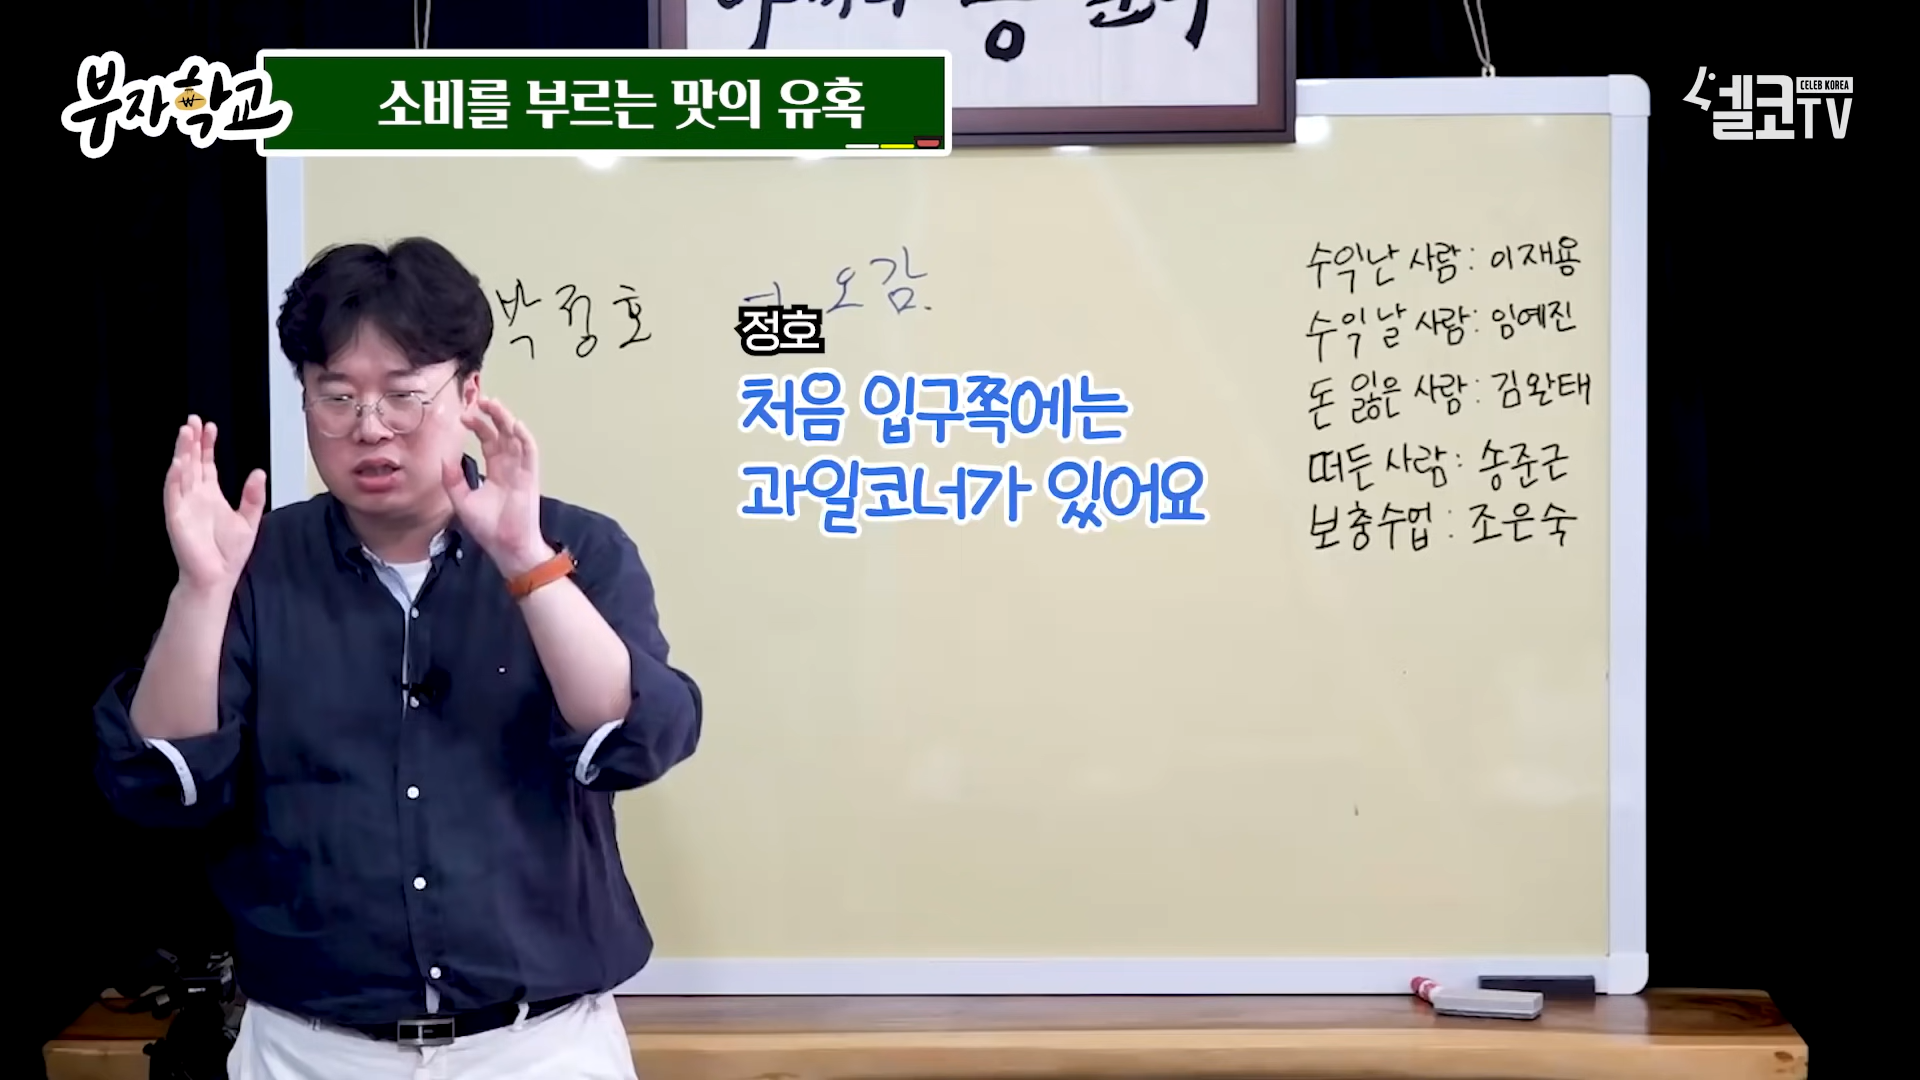 부자학교
소비를 부르는 맛의 유혹
CELEB KOREA
셀코TV
박정호
오감.
정호
처음 입구쪽에는
과일코너가 있어요
수익난 사람: 이재용
수익날 사람: 임예진
돈 잃은 사람: 김완태
떠든 사람: 송준근
보충수업: 조은숙